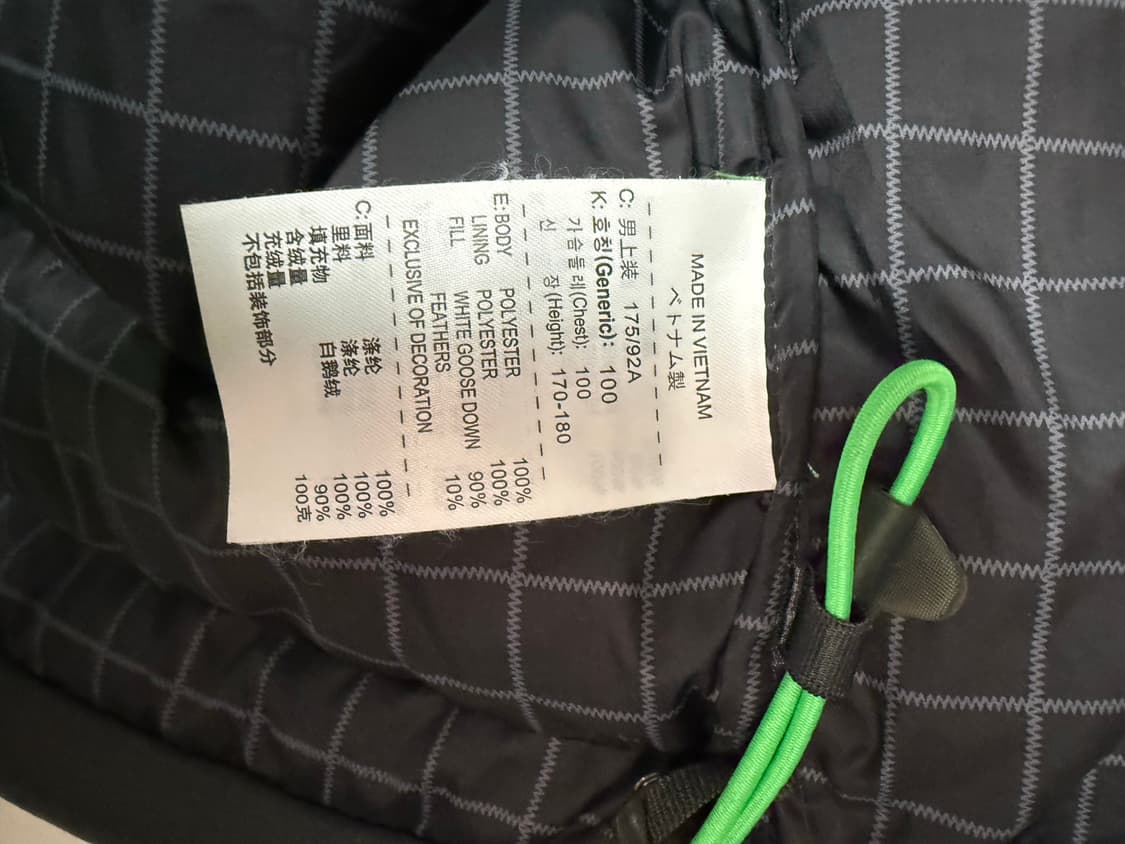 MADE IN VIETNAM
ベトナム製
- - - - - - - - - - - - - -
C: 男上装 175/92A
K: 호칭(Generic): 100
가슴둘레(Chest): 100
신 장(Height): 170-180
- - - - - - - - - - - - - -
E: BODY POLYESTER 100%
LINING POLYESTER 100%
FILL WHITE GOOSE DOWN 90%
FEATHERS 10%
EXCLUSIVE OF DECORATION
- - - - - - - - - - - - - -
C: 面料 涤纶 100%
里料 涤纶 100%
填充物 白鹅绒 100%
含绒量 90%
充绒量 100克
不包括装饰部分